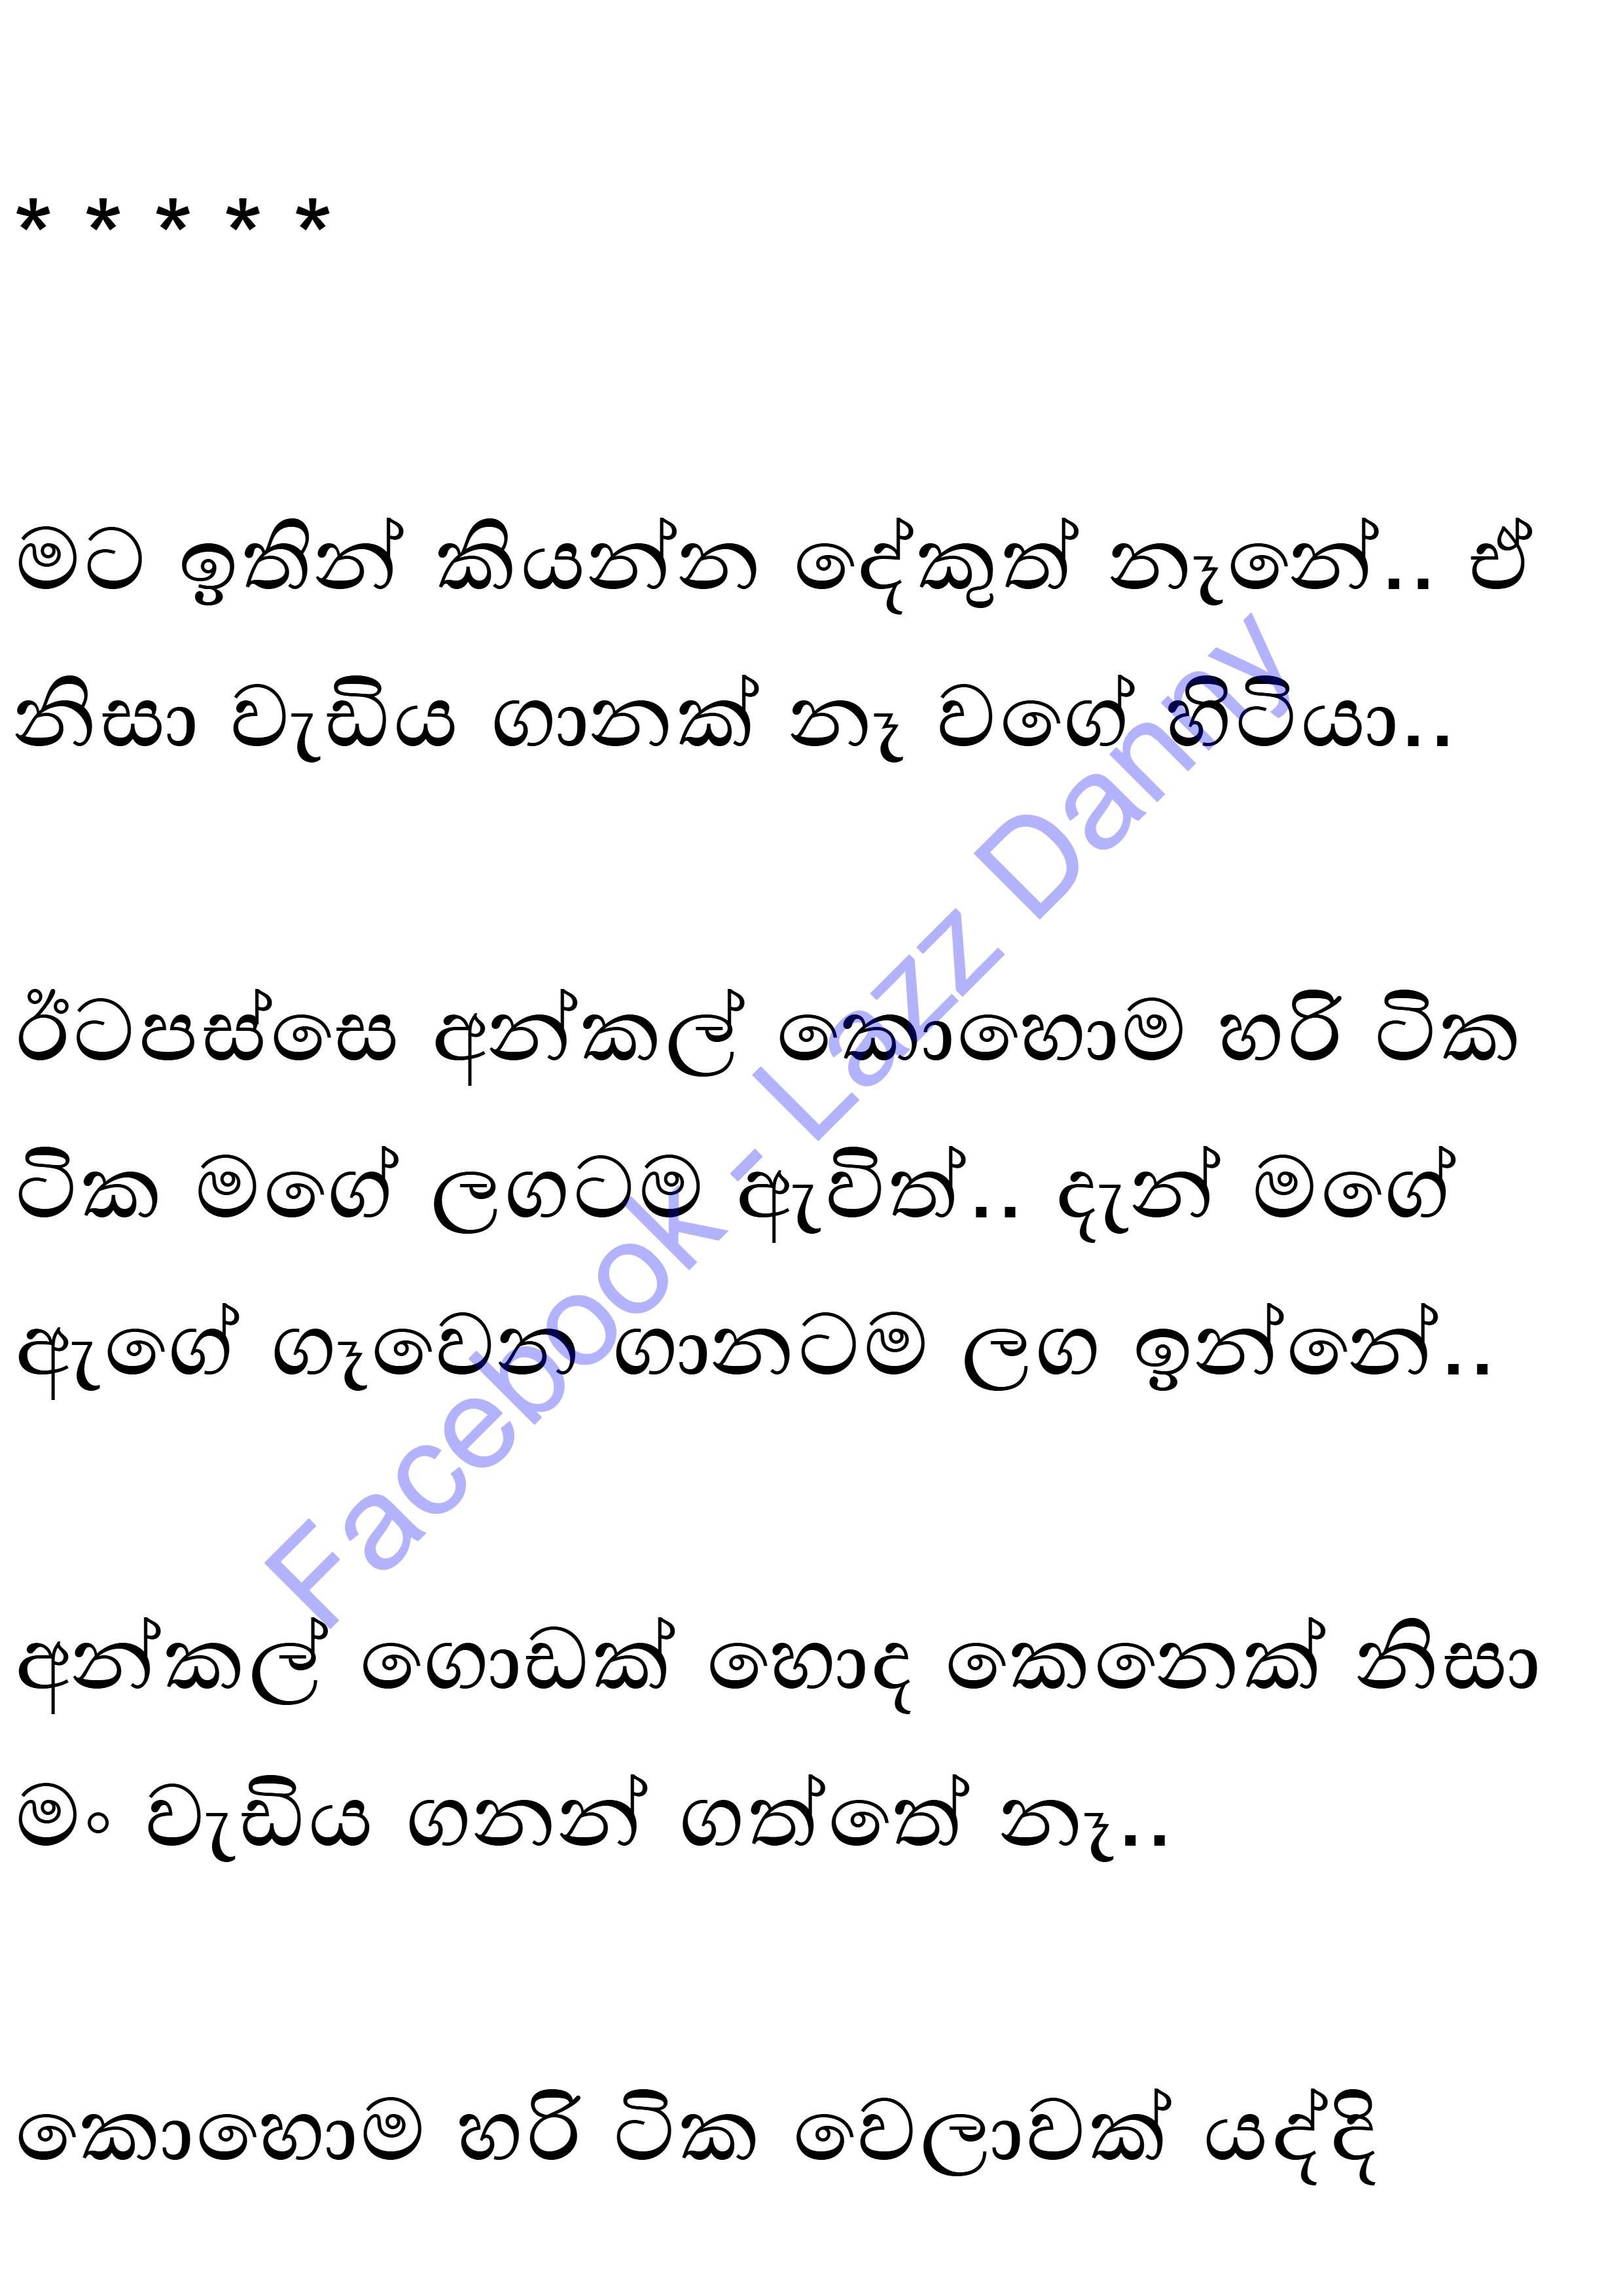 * * * * *
මට ඉතින් කියන්න දේකුත් නෑනේ.. ඒ
නිසා වැඩිය ගානක් නෑ වගේ හිටියා..
ඊටපස්සෙ අන්කල් කොහොම හරි ටික
ටික මගේ ලගටම ඇවිත්.. දැන් මගේ
ඇගේ ගෑවෙන ගානටම ලග ඉන්නේ..
අන්කල් ගොඩක් හොද කෙනෙක් නිසා
මං වැඩිය ගනන් ගත්තේ නෑ..
කොහොම හරි ටික වෙලාවක් යද්දි
Facebook - Lazz Danny